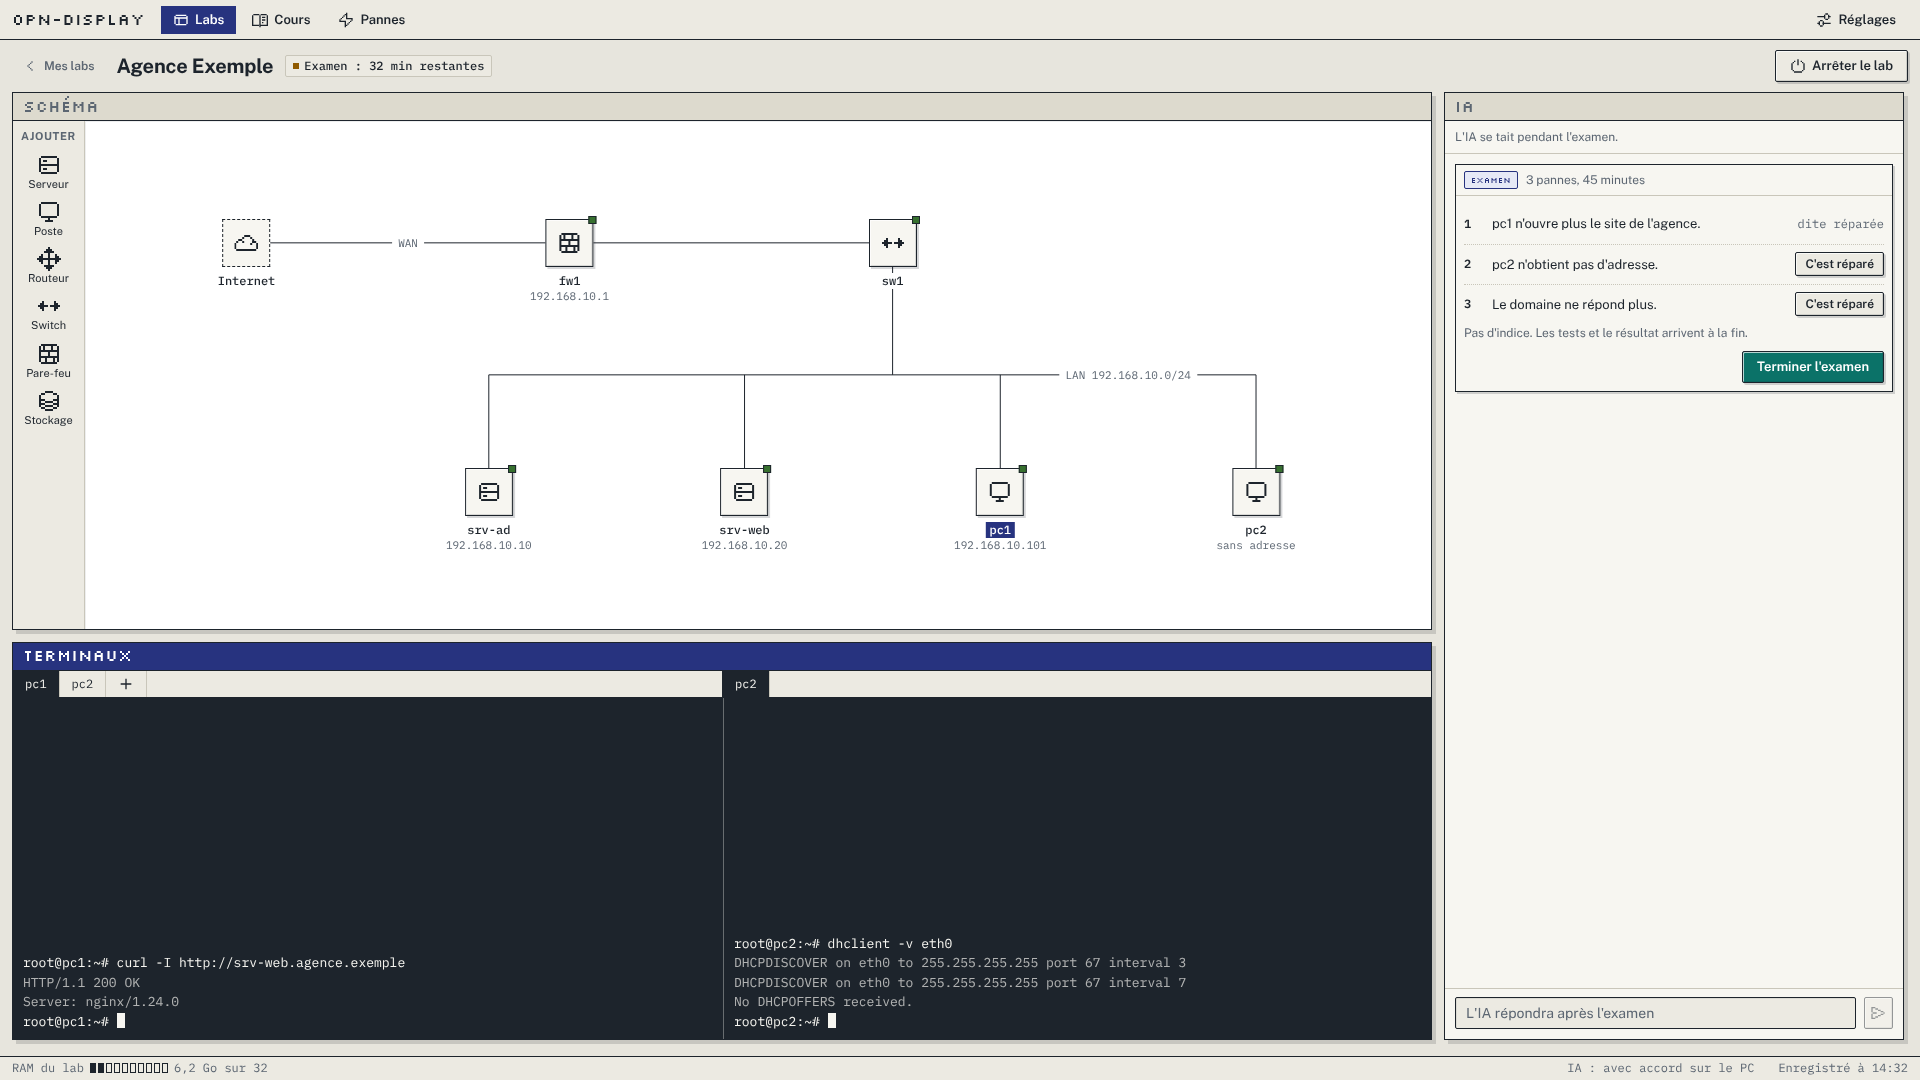 OPN-DISPLAY
Labs
Cours
Pannes
Réglages
Mes labs
Agence Exemple
Examen : 32 min restantes
Arrêter le lab
SCHÉMA
AJOUTER
Serveur
Poste
Routeur
Switch
Pare-feu
Stockage
Internet
WAN
fw1
192.168.10.1
sw1
LAN 192.168.10.0/24
srv-ad
192.168.10.10
srv-web
192.168.10.20
pc1
192.168.10.101
pc2
sans adresse
TERMINAUX
pc1
pc2
+
root@pc1:~# curl -I http://srv-web.agence.exemple
HTTP/1.1 200 OK
Server: nginx/1.24.0
root@pc1:~#
pc2
root@pc2:~# dhclient -v eth0
DHCPDISCOVER on eth0 to 255.255.255.255 port 67 interval 3
DHCPDISCOVER on eth0 to 255.255.255.255 port 67 interval 7
No DHCPOFFERS received.
root@pc2:~#
IA
L'IA se tait pendant l'examen.
EXAMEN
3 pannes, 45 minutes
1 pc1 n'ouvre plus le site de l'agence. dite réparée
2 pc2 n'obtient pas d'adresse. C'est réparé
3 Le domaine ne répond plus. C'est réparé
Pas d'indice. Les tests et le résultat arrivent à la fin.
Terminer l'examen
L'IA répondra après l'examen
RAM du lab 6,2 Go sur 32
IA : avec accord sur le PC
Enregistré à 14:32